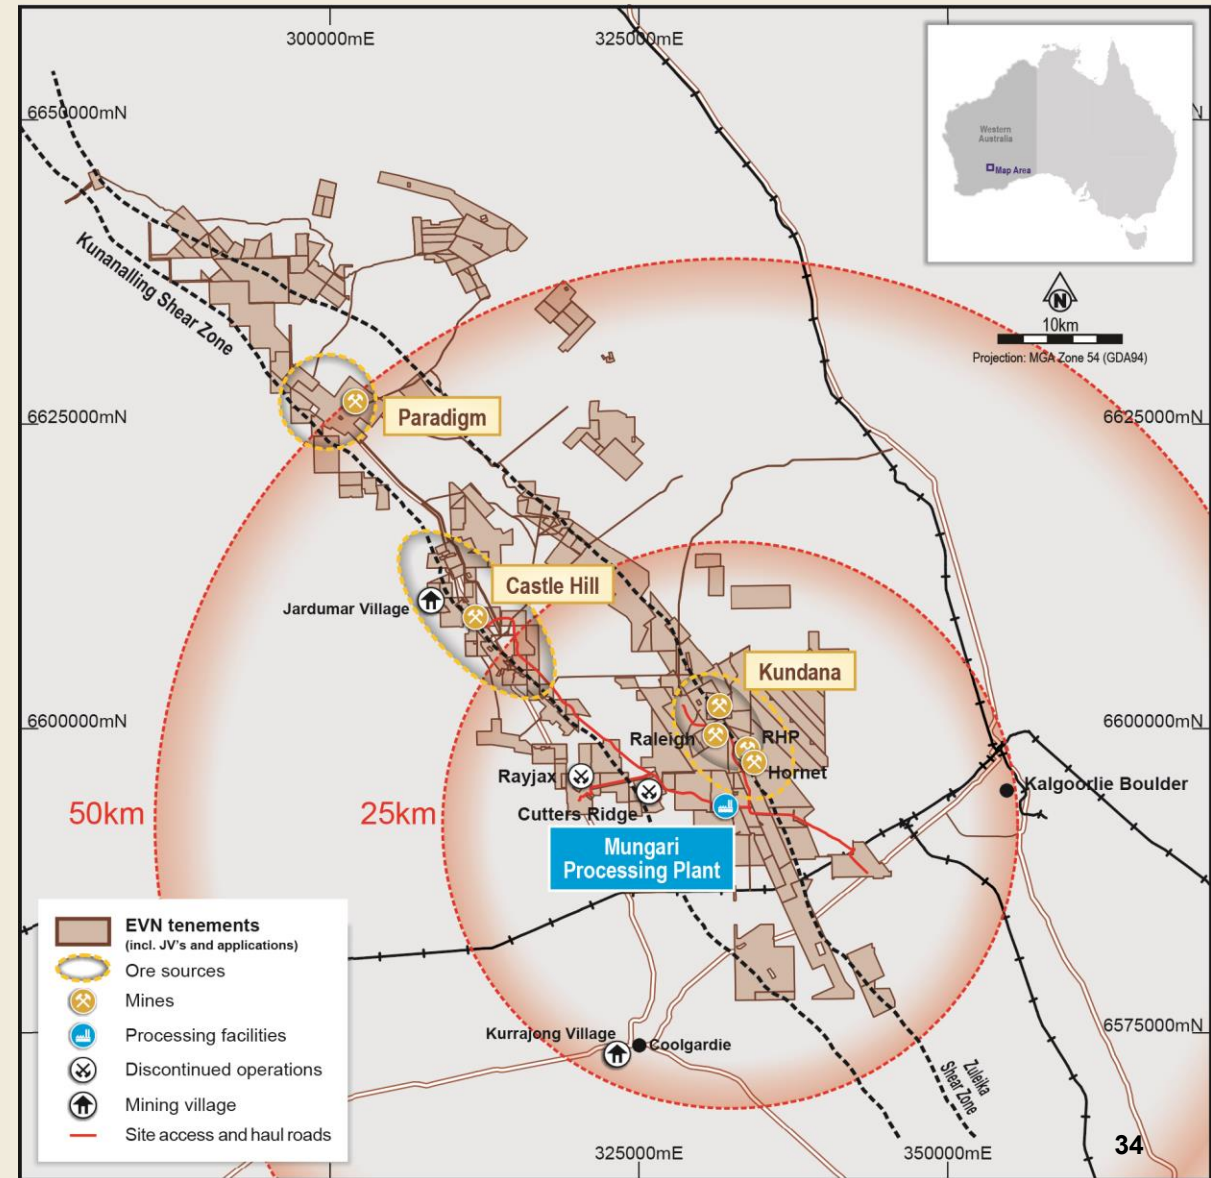 300000mE
325000mE
6650000mN
N
Western
Australia
Map Area
N
10km
Projection: MGA Zone 54 (GDA94)
Kunanalling Shear Zone
Paradigm
6625000mN
6625000mN
Castle Hill
Jardumar Village
Kundana
6600000mN
6600000mN
Raleigh
RHP
Rayjax
Hornet
Kalgoorlie Boulder
50km
25km
Cutters Ridge
Mungari
Processing Plant
EVN tenements
(incl. JV's and applications)
Ore sources
Mines
Processing facilities
Discontinued operations
Mining village
Site access and haul roads
Kurrajong Village
Coolgardie
6575000mN
Zuleika
Shear Zone
325000mE
350000mE
34